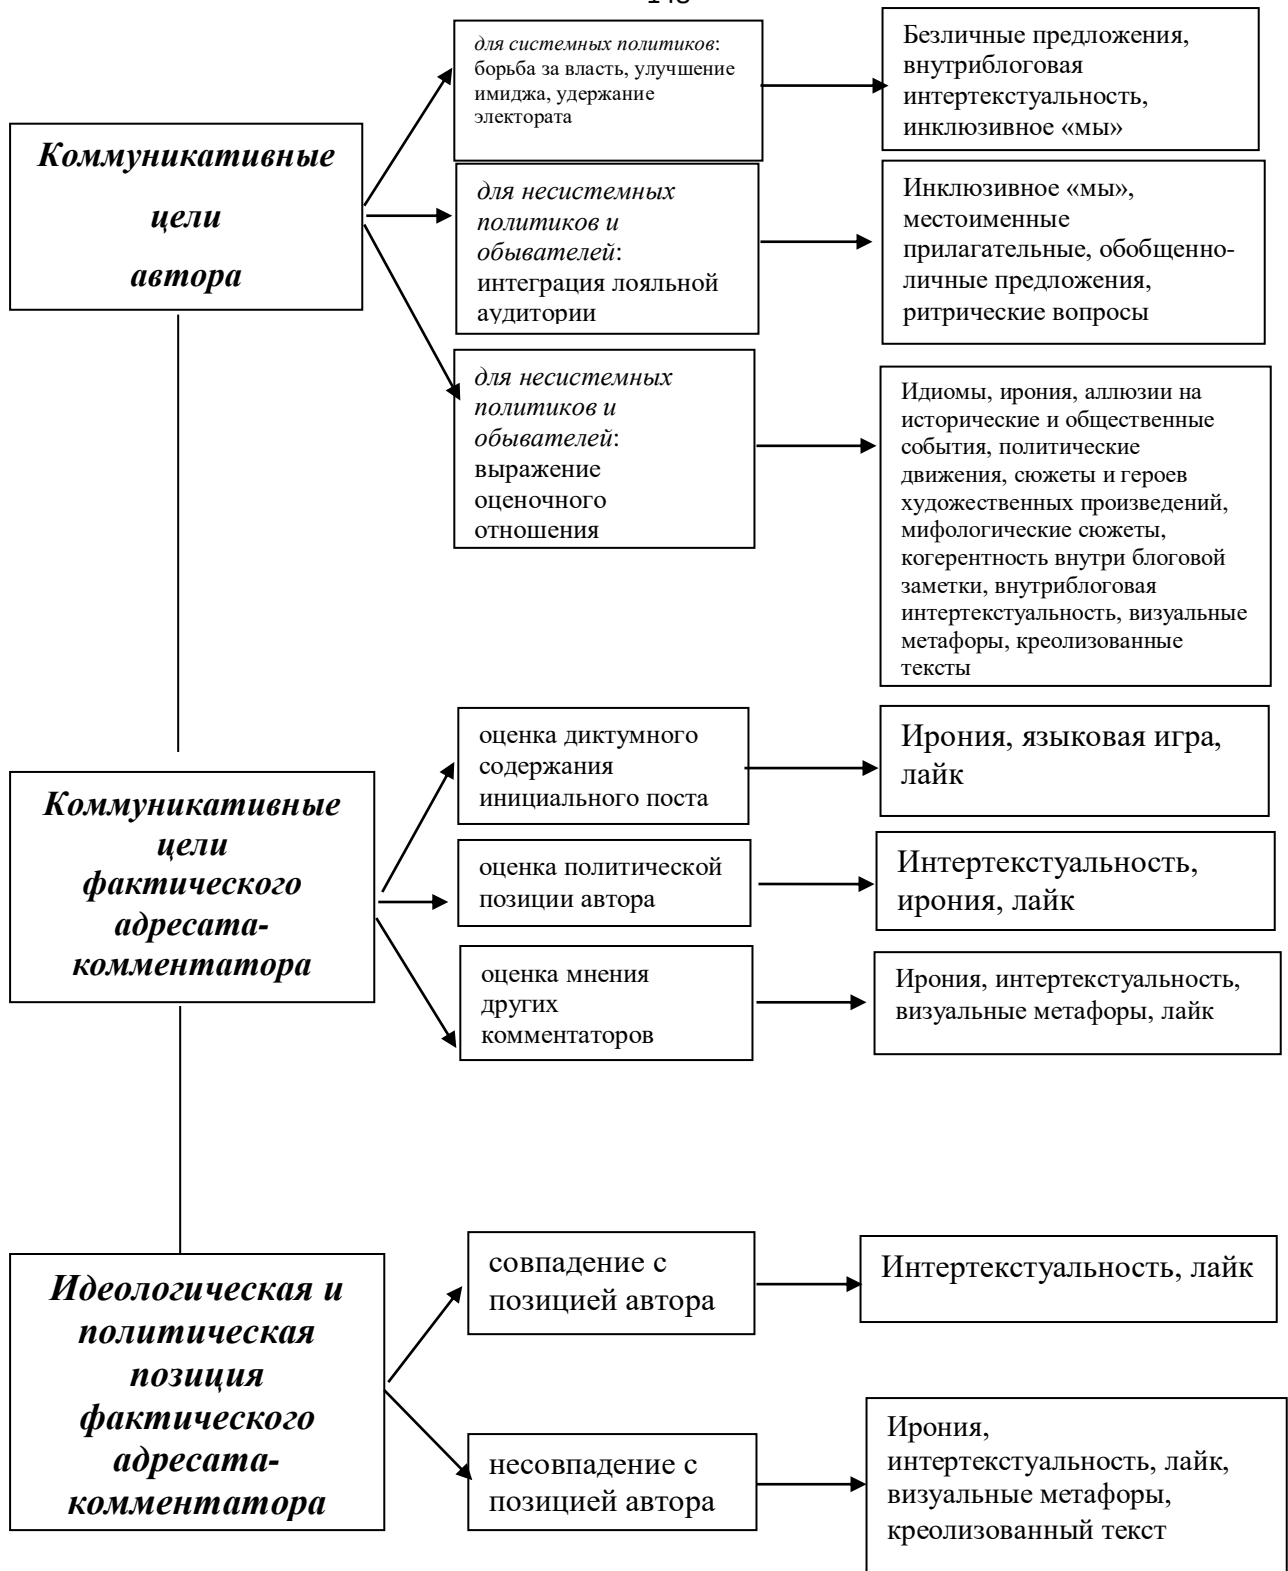 для системных политиков:
борьба за власть, улучшение
имиджа, удержание
электората
Безличные предложения,
внутриблоговая
интертекстуальность,
инклюзивное «мы»
Коммуникативные
цели
автора
для несистемных
политиков и
обывателей:
интеграция лояльной
аудитории
Инклюзивное «мы»,
местоименные
прилагательные, обобщенно-
личные предложения,
ритрические вопросы
для несистемных
политиков и
обывателей:
выражение
оценочного
отношения
Идиомы, ирония, аллюзии на
исторические и общественные
события, политические
движения, сюжеты и героев
художественных произведений,
мифологические сюжеты,
когерентность внутри блоговой
заметки, внутриблоговая
интертекстуальность, визуальные
метафоры, креолизованные
тексты
Коммуникативные
цели
фактического
адресата-
комментатора
оценка диктумного
содержания
инициального поста
Ирония, языковая игра,
лайк
оценка политической
позиции автора
Интертекстуальность,
ирония, лайк
оценка мнения
других
комментаторов
Ирония, интертекстуальность,
визуальные метафоры, лайк
Идеологическая и
политическая
позиция
фактического
адресата-
комментатора
совпадение с
позицией автора
Интертекстуальность, лайк
несовпадение с
позицией автора
Ирония,
интертекстуальность, лайк,
визуальные метафоры,
креолизованный текст